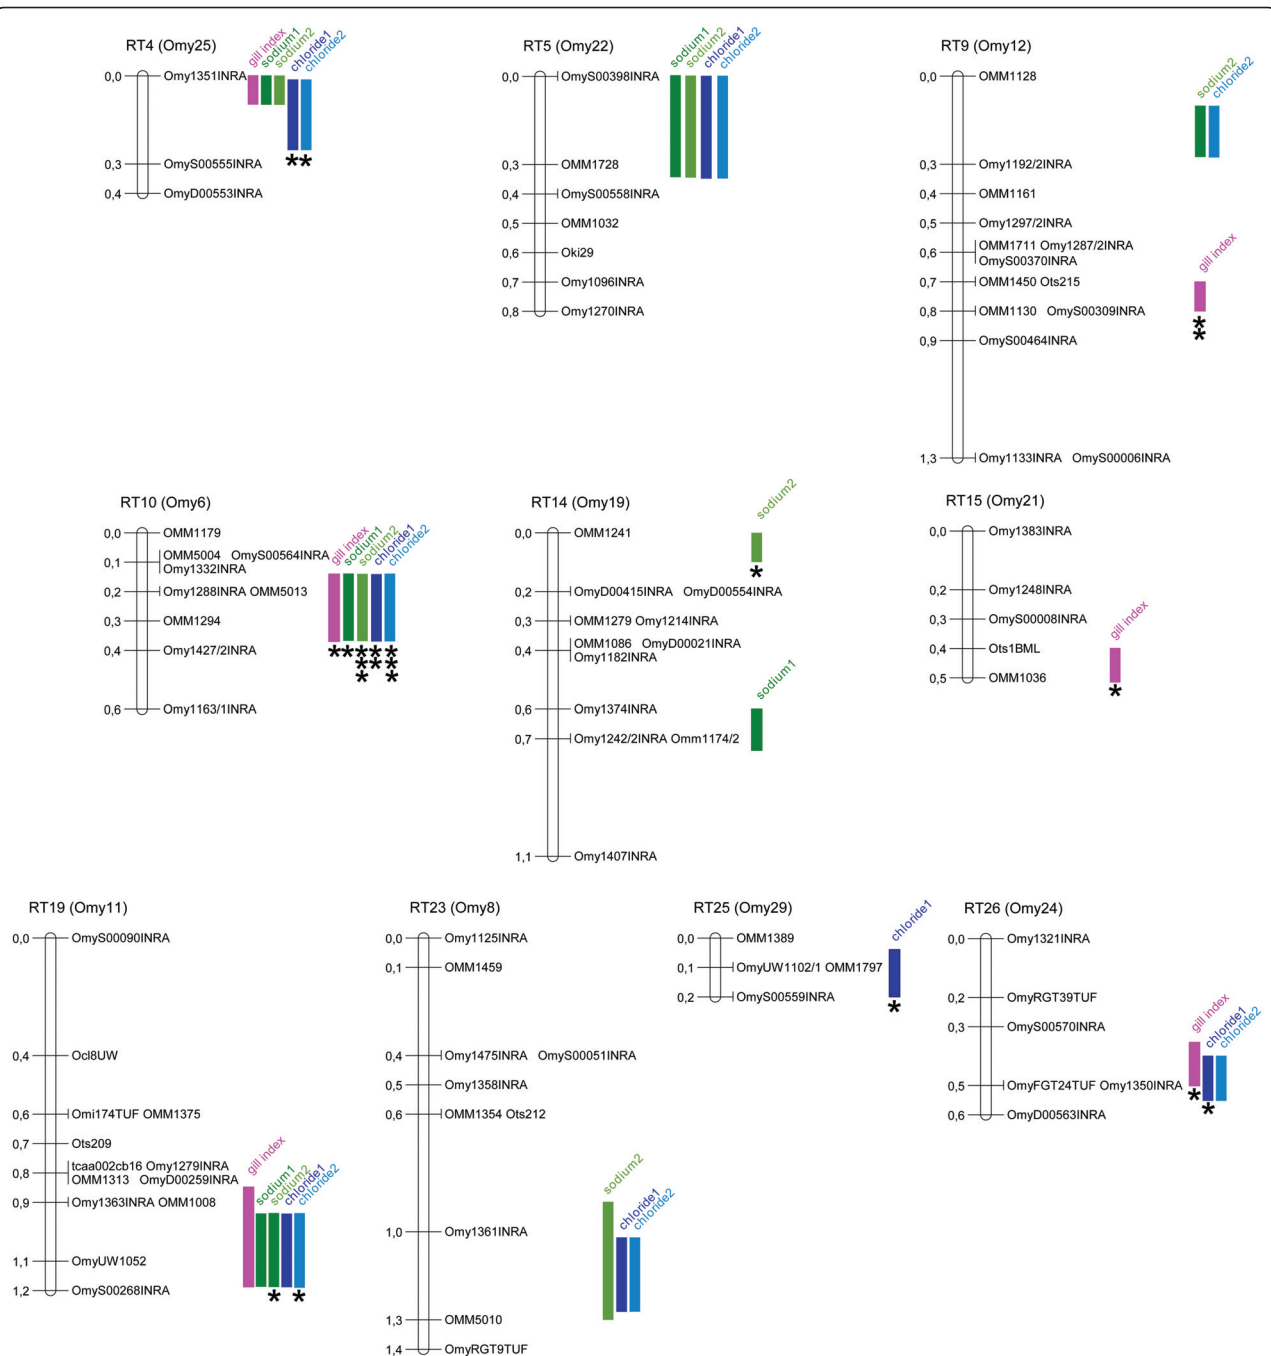 RT4 (Omy25)
gill index
sodium1
sodium2
chloride1
chloride2
0,0 Omy1351INRA
0,3 OmyS00555INRA
**
0,4 OmyD00553INRA
RT5 (Omy22)
sodium1
sodium2
chloride1
chloride2
0,0 OmyS00398INRA
0,3 OMM1728
0,4 OmyS00558INRA
0,5 OMM1032
0,6 Oki29
0,7 Omy1096INRA
0,8 Omy1270INRA
RT9 (Omy12)
sodium2
chloride2
0,0 OMM1128
0,3 Omy1192/2INRA
0,4 OMM1161
0,5 Omy1297/2INRA
0,6 OMM1711 Omy1287/2INRA
OmyS00370INRA
gill index
0,7 OMM1450 Ots215
0,8 OMM1130 OmyS00309INRA
*
*
0,9 OmyS00464INRA
1,3 Omy1133INRA OmyS00006INRA
RT10 (Omy6)
gill index
sodium1
sodium2
chloride1
chloride2
0,0 OMM1179
0,1 OMM5004 OmyS00564INRA
Omy1332INRA
0,2 Omy1288INRA OMM5013
0,3 OMM1294
0,4 Omy1427/2INRA
*****
***
**
0,6 Omy1163/1INRA
RT14 (Omy19)
sodium2
0,0 OMM1241
*
0,2 OmyD00415INRA OmyD00554INRA
0,3 OMM1279 Omy1214INRA
0,4 OMM1086 OmyD00021INRA
Omy1182INRA
sodium1
0,6 Omy1374INRA
0,7 Omy1242/2INRA Omm1174/2
1,1 Omy1407INRA
RT15 (Omy21)
0,0 Omy1383INRA
0,2 Omy1248INRA
0,3 OmyS00008INRA
gill index
0,4 Ots1BML
0,5 OMM1036
*
RT19 (Omy11)
0,0 OmyS00090INRA
0,4 Ocl8UW
0,6 Omi174TUF OMM1375
0,7 Ots209
0,8 tcaa002cb16 Omy1279INRA
OMM1313 OmyD00259INRA
gill index
sodium1
sodium2
chloride1
chloride2
0,9 Omy1363INRA OMM1008
1,1 OmyUW1052
1,2 OmyS00268INRA
* *
RT23 (Omy8)
0,0 Omy1125INRA
0,1 OMM1459
0,4 Omy1475INRA OmyS00051INRA
0,5 Omy1358INRA
0,6 OMM1354 Ots212
sodium2
chloride1
chloride2
1,0 Omy1361INRA
1,3 OMM5010
1,4 OmyRGT9TUF
RT25 (Omy29)
chloride1
0,0 OMM1389
0,1 OmyUW1102/1 OMM1797
0,2 OmyS00559INRA
*
RT26 (Omy24)
0,0 Omy1321INRA
0,2 OmyRGT39TUF
0,3 OmyS00570INRA
gill index
chloride1
chloride2
0,5 OmyFGT24TUF Omy1350INRA
*
*
0,6 OmyD00563INRA